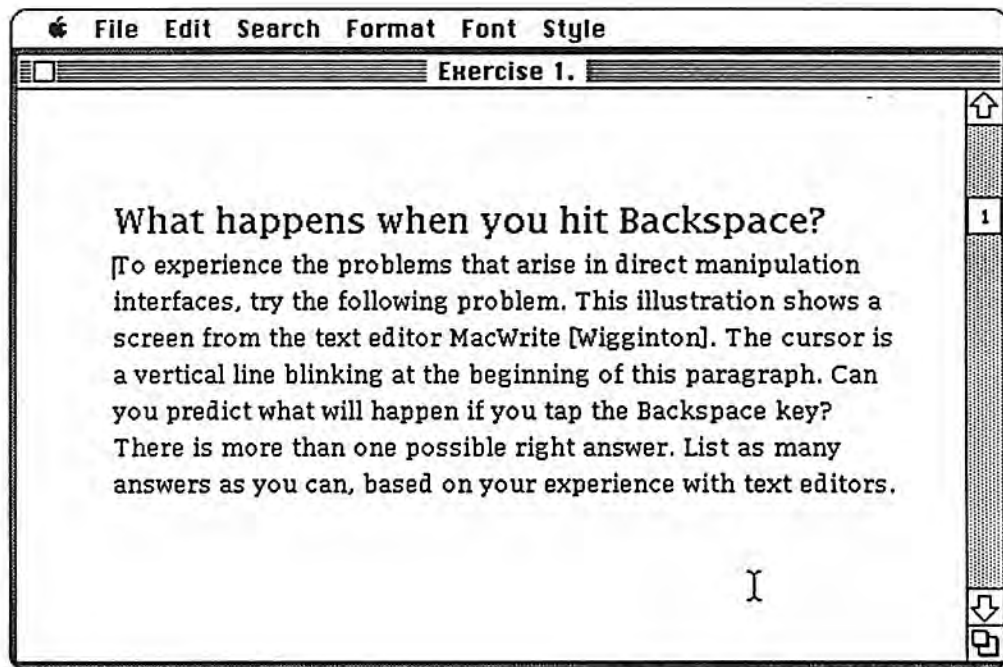 File Edit Search Format Font Style
Exercise 1.
What happens when you hit Backspace?
To experience the problems that arise in direct manipulation
interfaces, try the following problem. This illustration shows a
screen from the text editor MacWrite [Wigginton]. The cursor is
a vertical line blinking at the beginning of this paragraph. Can
you predict what will happen if you tap the Backspace key?
There is more than one possible right answer. List as many
answers as you can, based on your experience with text editors.
1